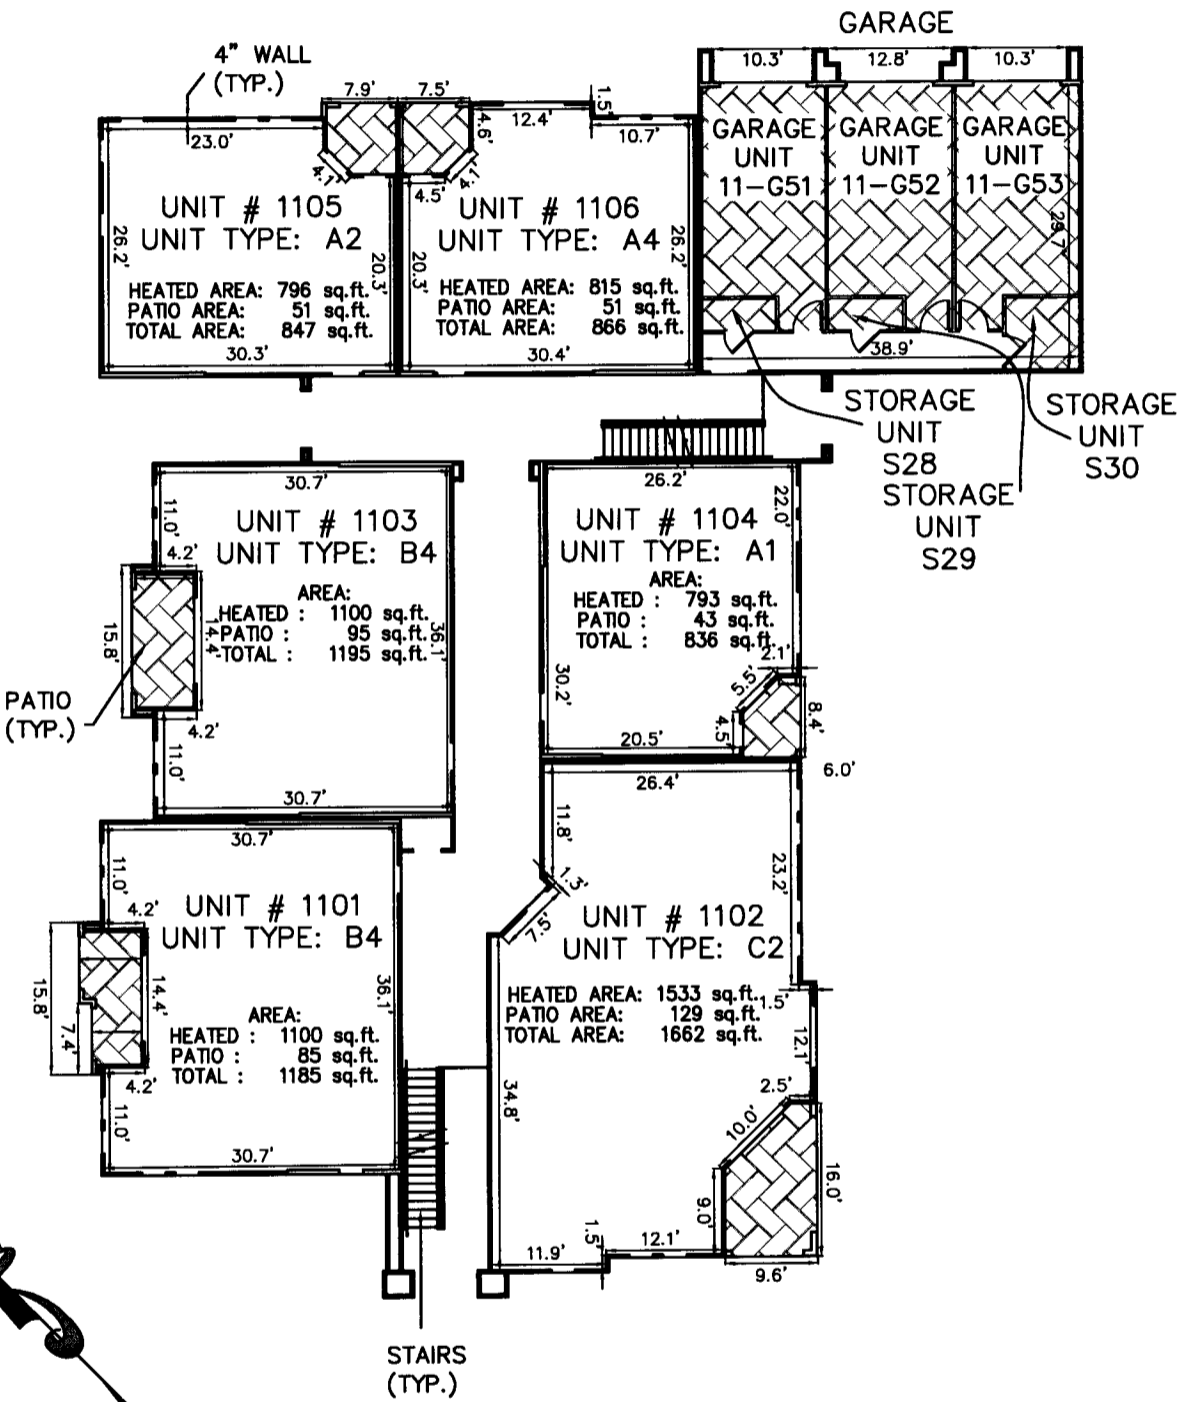 GARAGE
4" WALL
(TYP.)
10.3'
12.8'
10.3'
7.9'
7.5'
1.5'
23.0'
4.6'
12.4'
10.7'
4.1'
4.1'
4.5'
UNIT # 1105
UNIT TYPE: A2
26.2'
20.3'
HEATED AREA: 796 sq.ft.
PATIO AREA: 51 sq.ft.
TOTAL AREA: 847 sq.ft.
30.3'
UNIT # 1106
UNIT TYPE: A4
20.3'
26.2'
HEATED AREA: 815 sq.ft.
PATIO AREA: 51 sq.ft.
TOTAL AREA: 866 sq.ft.
30.4'
GARAGE
UNIT
11-G51
GARAGE
UNIT
11-G52
GARAGE
UNIT
11-G53
29.7'
38.9'
STORAGE
UNIT
S28
STORAGE
UNIT
S29
STORAGE
UNIT
S30
30.7'
11.0'
4.2'
UNIT # 1103
UNIT TYPE: B4
AREA:
HEATED : 1100 sq.ft.
PATIO : 95 sq.ft.
TOTAL : 1195 sq.ft.
15.8'
14.4'
36.1'
PATIO
(TYP.)
4.2'
11.0'
30.7'
26.2'
22.0'
UNIT # 1104
UNIT TYPE: A1
AREA:
HEATED : 793 sq.ft.
PATIO : 43 sq.ft.
TOTAL : 836 sq.ft.
2.1'
30.2'
5.5'
4.5'
8.4'
20.5'
6.0'
30.7'
11.0'
4.2'
UNIT # 1101
UNIT TYPE: B4
15.8'
7.4'
14.4'
36.1'
AREA:
HEATED : 1100 sq.ft.
PATIO : 85 sq.ft.
TOTAL : 1185 sq.ft.
4.2'
11.0'
30.7'
26.4'
11.8'
23.2'
1.3'
7.5'
UNIT # 1102
UNIT TYPE: C2
HEATED AREA: 1533 sq.ft.
PATIO AREA: 129 sq.ft.
TOTAL AREA: 1662 sq.ft.
1.5'
12.1'
2.5'
34.8'
10.0'
16.0'
9.0'
1.5'
11.9'
12.1'
9.6'
STAIRS
(TYP.)